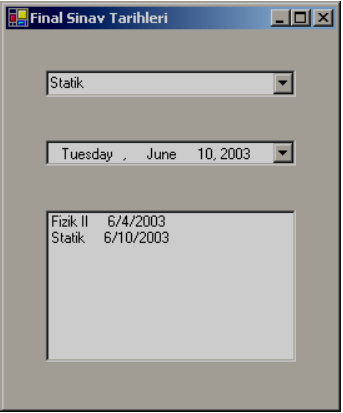 Final Sinav Tarihleri
Statik
Tuesday , June 10, 2003
Fizik II 6/4/2003
Statik 6/10/2003